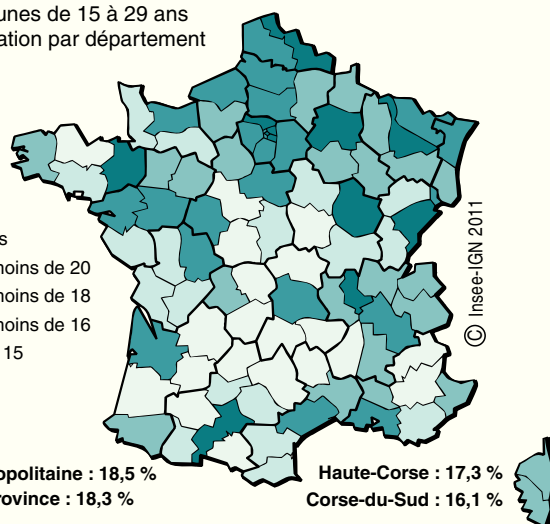 unes de 15 à 29 ans
ation par département
s
moins de 20
moins de 18
moins de 16
15
opolitaine : 18,5 %
rovince : 18,3 %
Haute-Corse : 17,3 %
Corse-du-Sud : 16,1 %
© Insee-IGN 2011